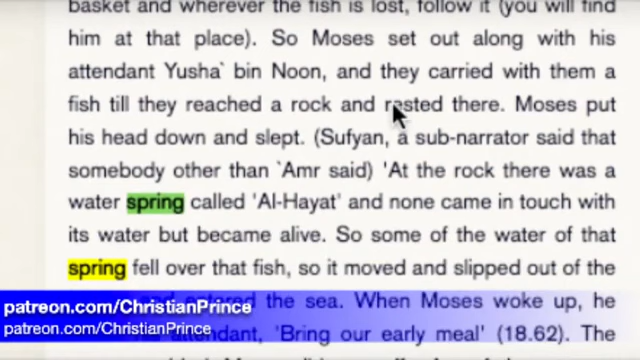 basket and wherever the fish is lost, follow it (you will find
him at that place). So Moses set out along with his
attendant Yusha` bin Noon, and they carried with them a
fish till they reached a rock and rested there. Moses put
his head down and slept. (Sufyan, a sub-narrator said that
somebody other than `Amr said) 'At the rock there was a
water spring called 'Al-Hayat' and none came in touch with
its water but became alive. So some of the water of that
spring fell over that fish, so it moved and slipped out of the
entered the sea. When Moses woke up, he
patreon.com/ChristianPrince
attendant, 'Bring our early meal' (18.62). The
patreon.com/ChristianPrince